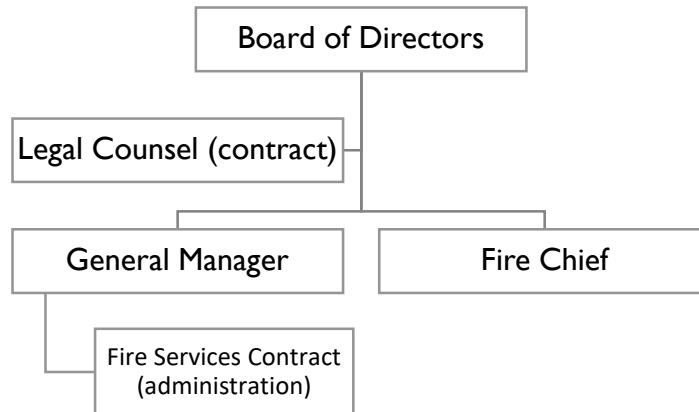 Board of Directors
Legal Counsel (contract)
General Manager
Fire Chief
Fire Services Contract
(administration)